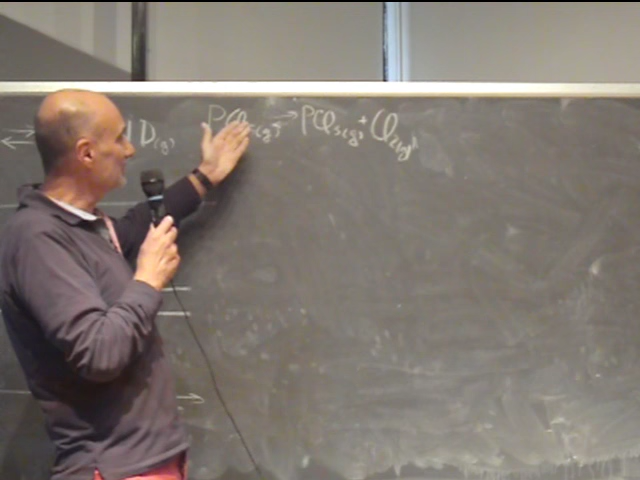 ⇌ D(g) PCl5(g) ⇌ PCl3(g) + Cl2(g)